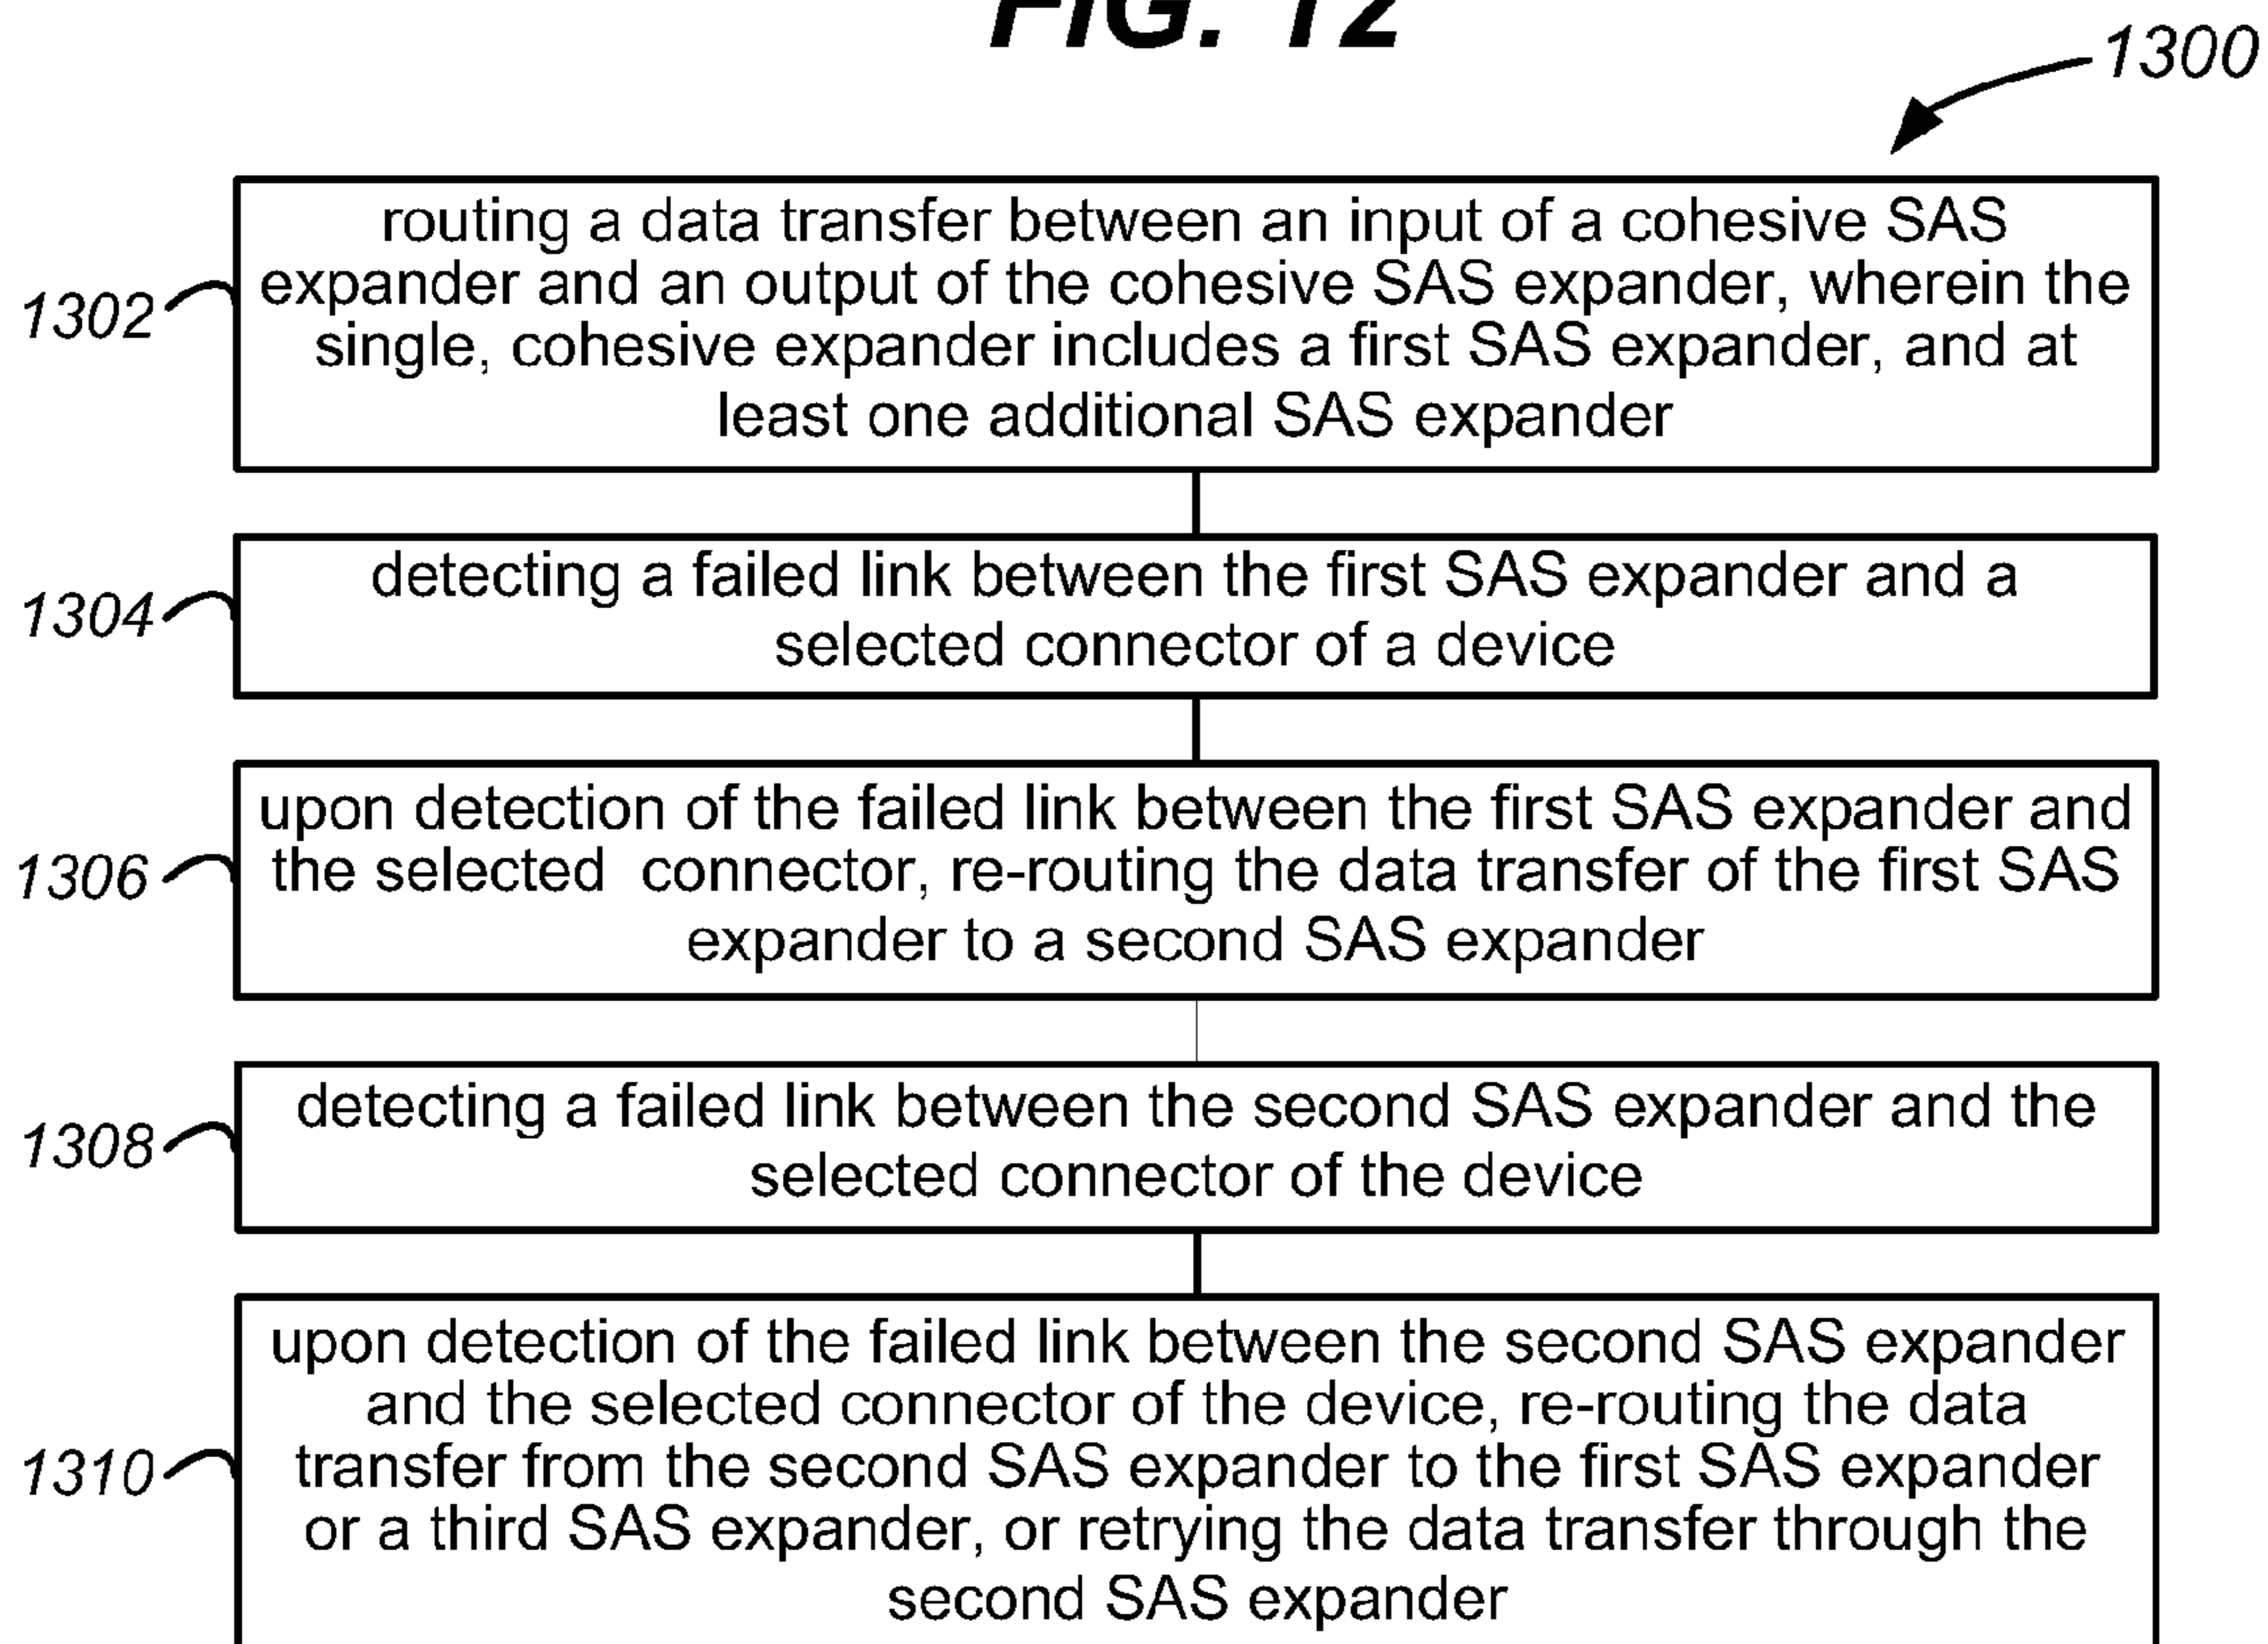 FIG. 12
1300
routing a data transfer between an input of a cohesive SAS
expander and an output of the cohesive SAS expander, wherein the
single, cohesive expander includes a first SAS expander, and at
least one additional SAS expander
1302
detecting a failed link between the first SAS expander and a
selected connector of a device
1304
upon detection of the failed link between the first SAS expander and
the selected connector, re-routing the data transfer of the first SAS
expander to a second SAS expander
1306
detecting a failed link between the second SAS expander and the
selected connector of the device
1308
upon detection of the failed link between the second SAS expander
and the selected connector of the device, re-routing the data
transfer from the second SAS expander to the first SAS expander
or a third SAS expander, or retrying the data transfer through the
second SAS expander
1310